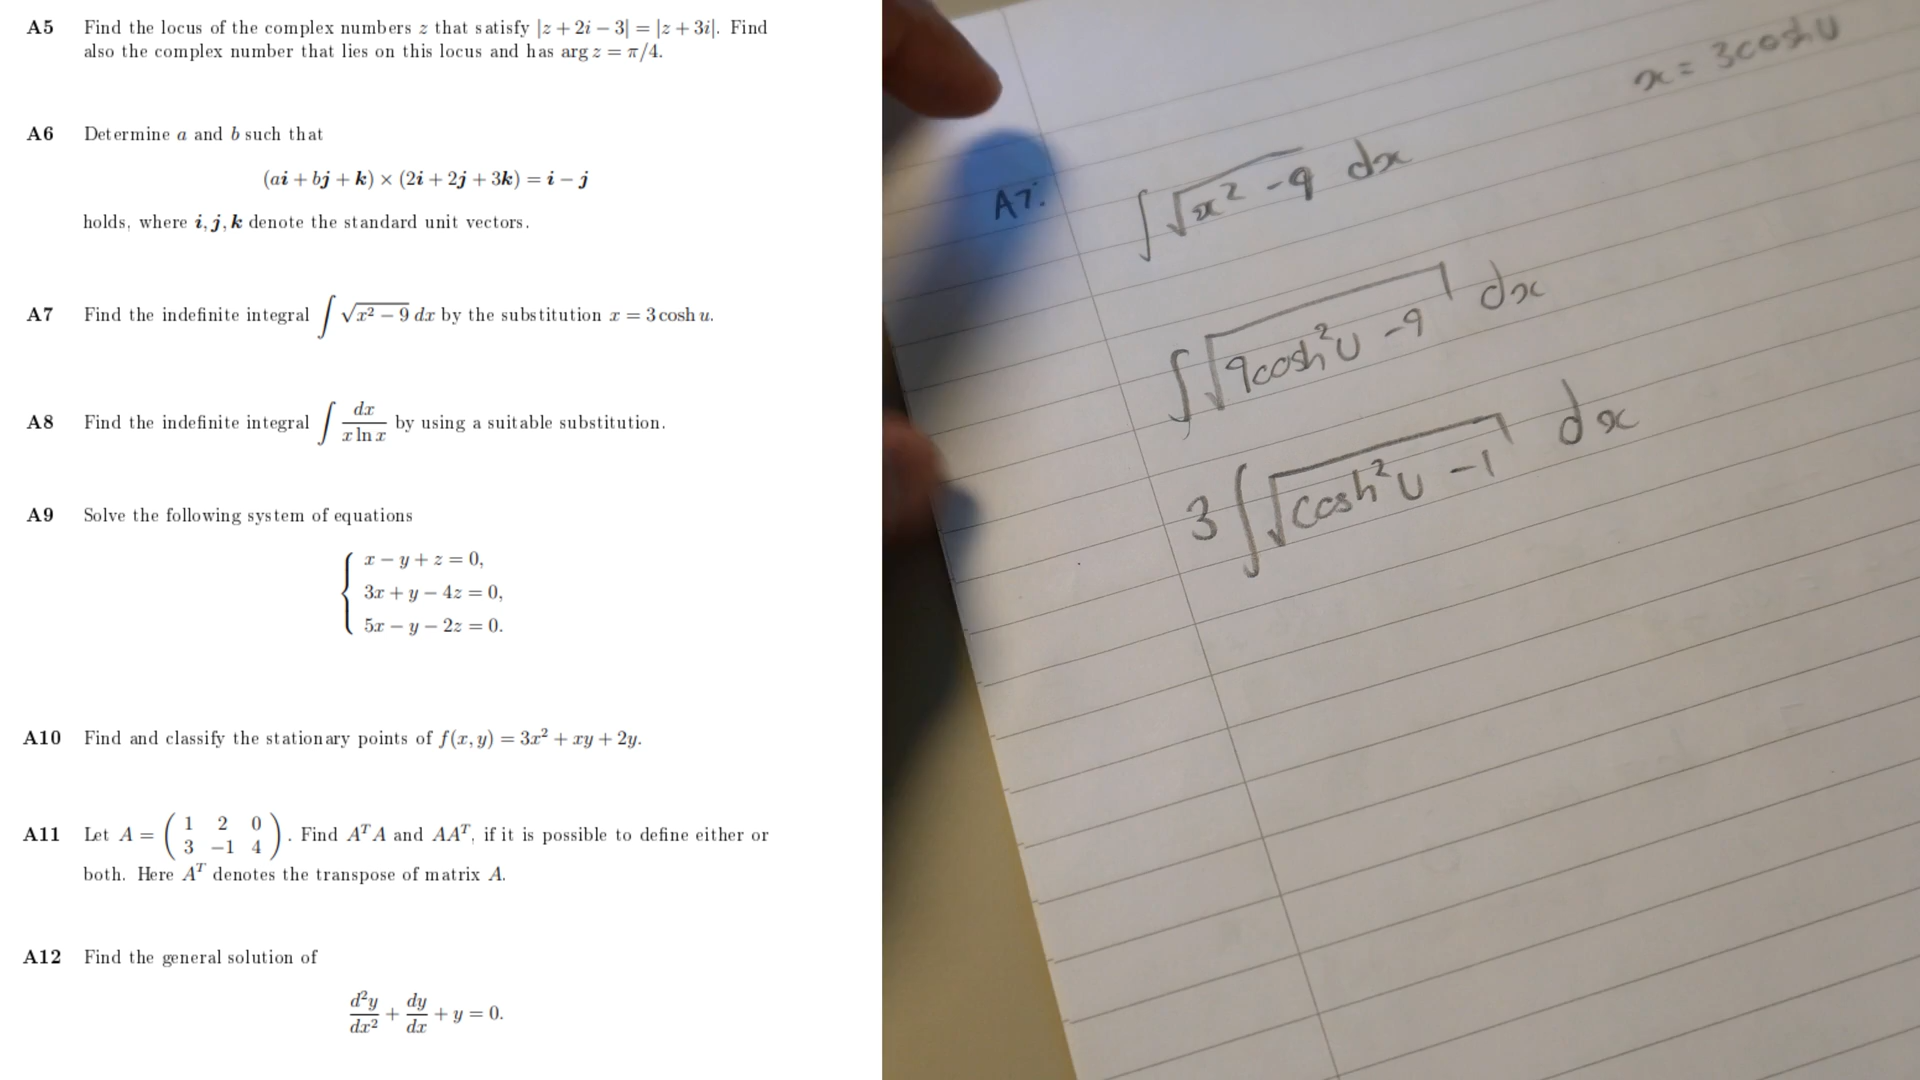 A5 Find the locus of the complex numbers z that satisfy |z + 2i − 3| = |z + 3i|. Find
also the complex number that lies on this locus and has arg z = π/4.
A6 Determine a and b such that
(ai + bj + k) × (2i + 2j + 3k) = i − j
holds, where i, j, k denote the standard unit vectors.
A7 Find the indefinite integral ∫ √(x² − 9) dx by the substitution x = 3 cosh u.
A8 Find the indefinite integral ∫ dx/(x ln x) by using a suitable substitution.
A9 Solve the following system of equations
{ x − y + z = 0,
3x + y − 4z = 0,
5x − y − 2z = 0.
A10 Find and classify the stationary points of f(x, y) = 3x² + xy + 2y.
A11 Let A = ( 1 2 0
3 −1 4 ). Find AᵀA and AAᵀ, if it is possible to define either or
both. Here Aᵀ denotes the transpose of matrix A.
A12 Find the general solution of
d²y/dx² + dy/dx + y = 0.
x = 3coshu
A7: ∫ √(x² − 9) dx
∫ √(9cosh²u − 9) dx
3 ∫ √(cosh²u − 1) dx